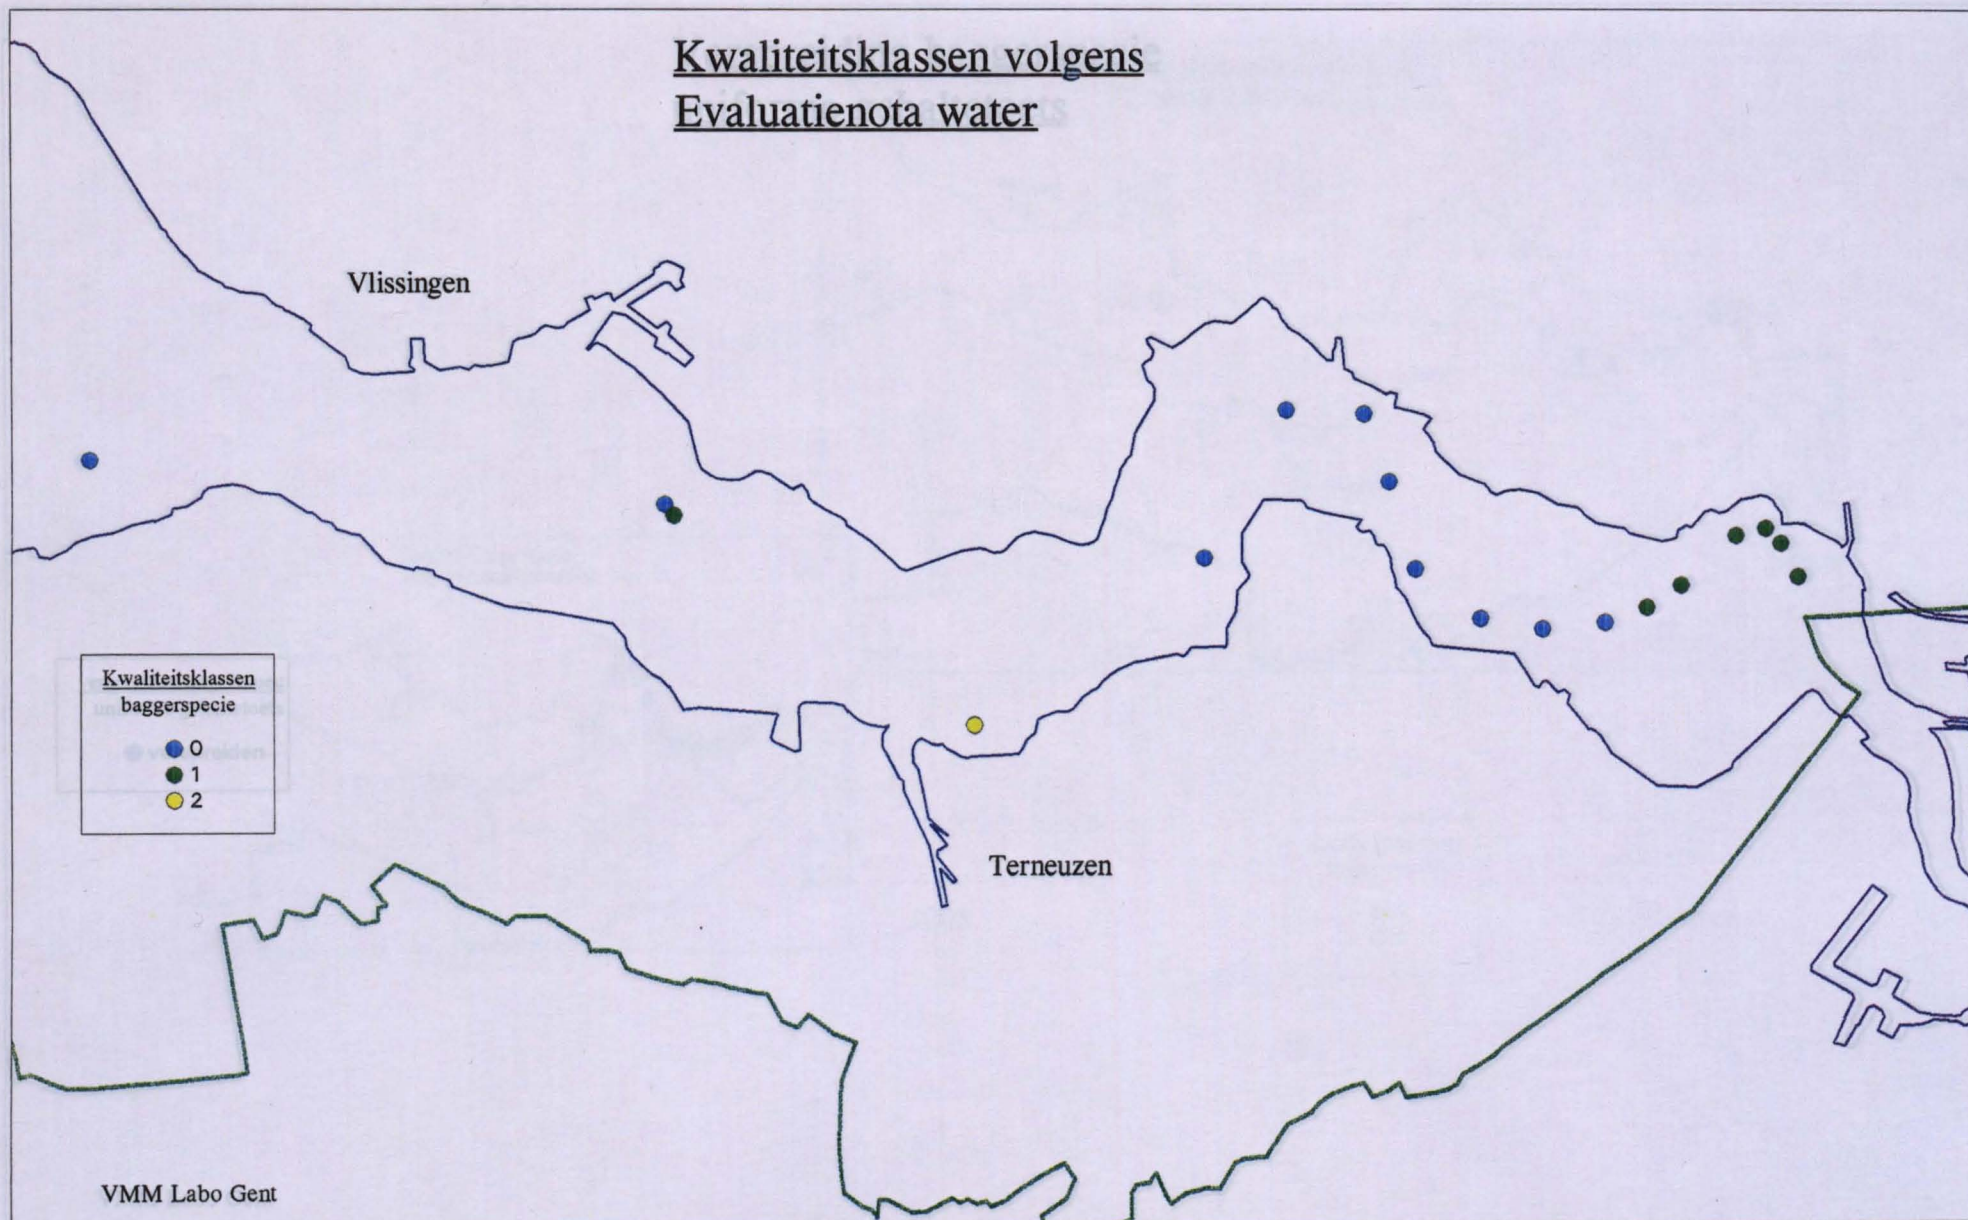 Kwaliteitsklassen volgens
Evaluatienota water
Vlissingen
Kwaliteitsklassen
baggerspecie
0
1
2
Terneuzen
VMM Labo Gent